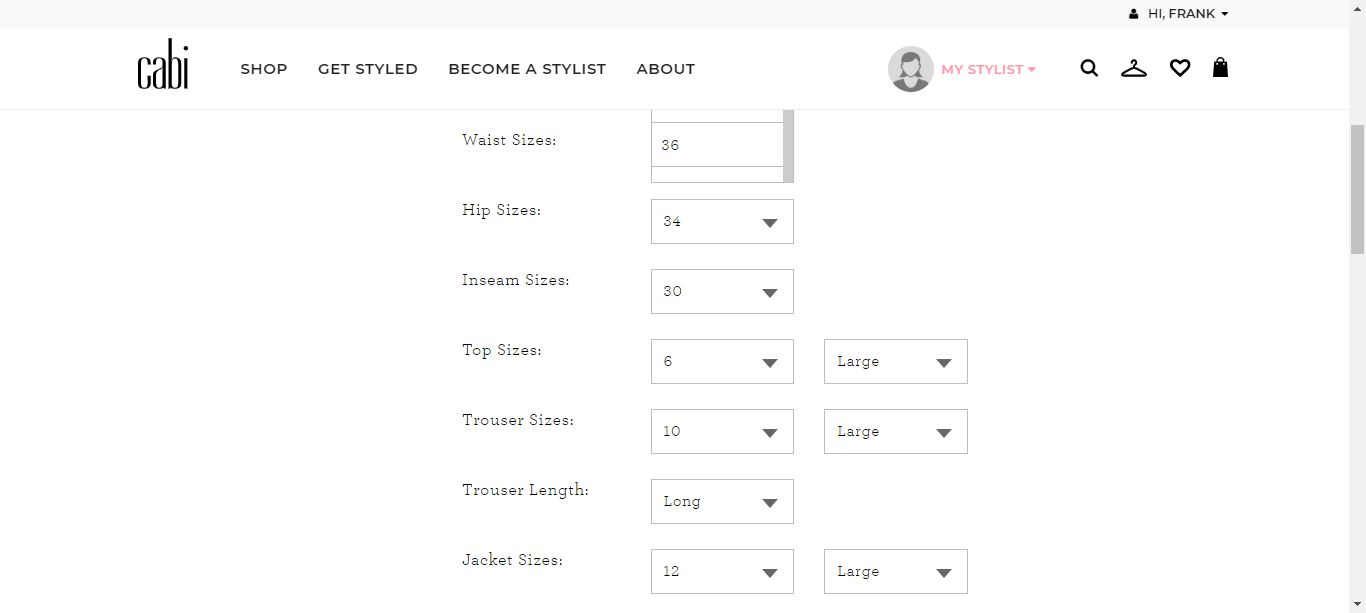 HI, FRANK
cabi
SHOP GET STYLED BECOME A STYLIST ABOUT MY STYLIST
Waist Sizes: 36
Hip Sizes: 34
Inseam Sizes: 30
Top Sizes: 6 Large
Trouser Sizes: 10 Large
Trouser Length: Long
Jacket Sizes: 12 Large